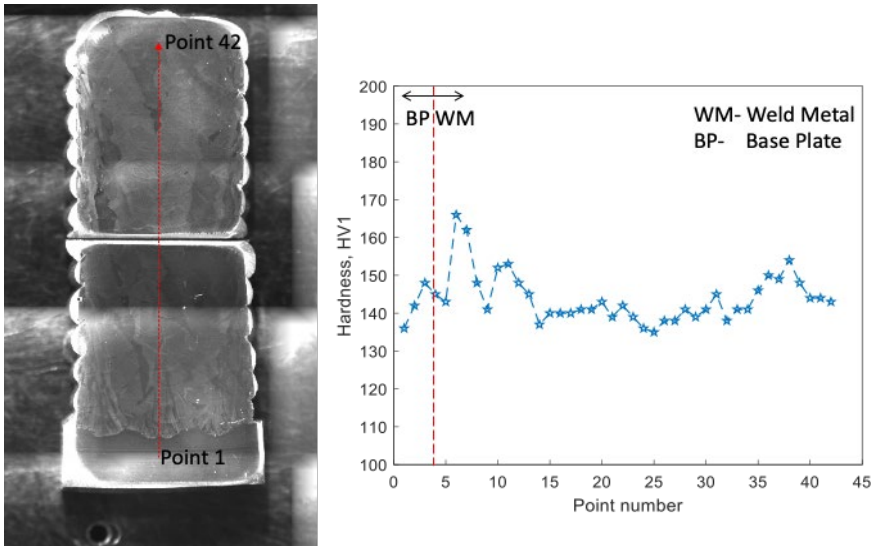 Point 42
Point 1
200
190
180
170
160
150
140
130
120
110
100
Hardness, HV1
BP WM
WM- Weld Metal
BP- Base Plate
0 5 10 15 20 25 30 35 40 45
Point number